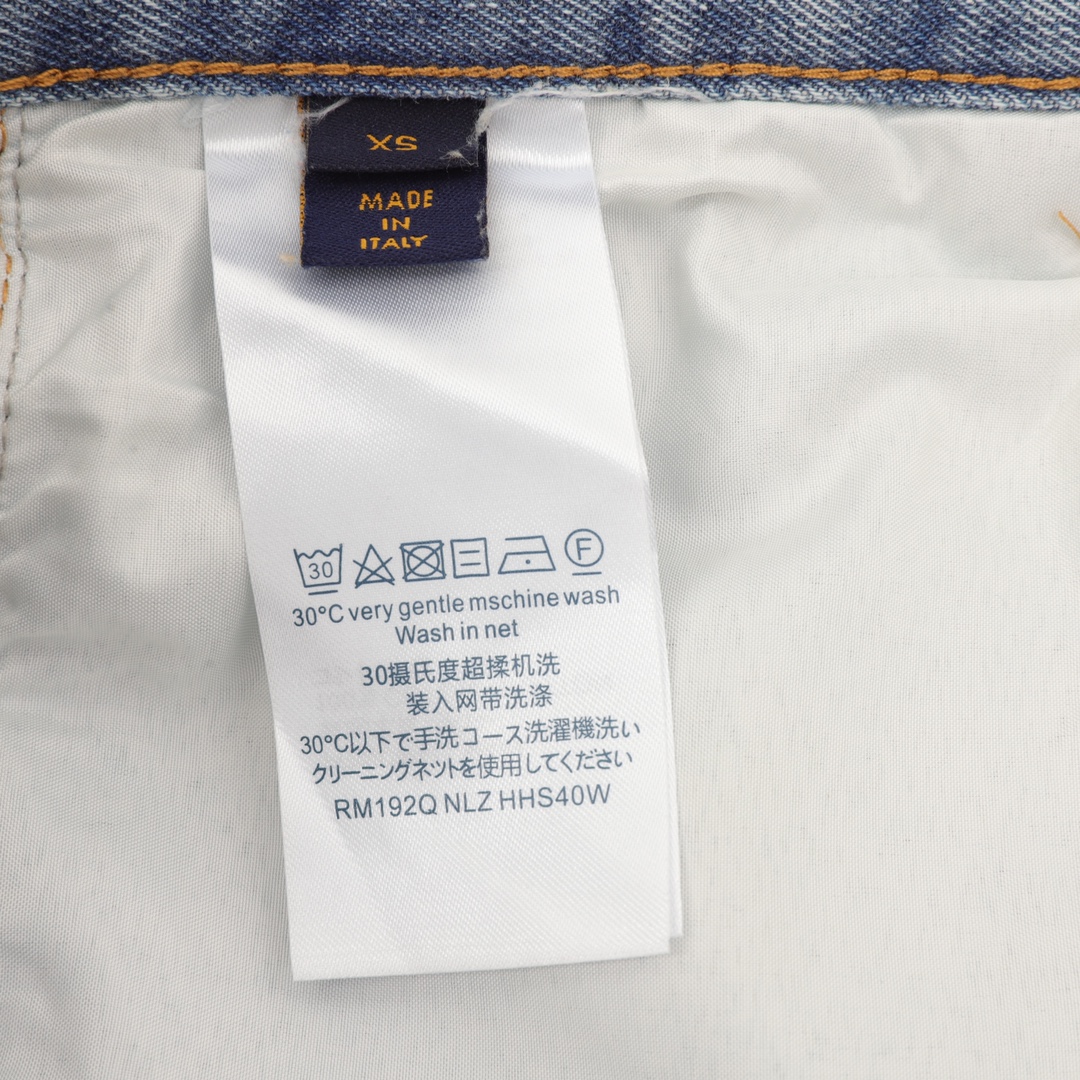 XS
MADE
IN
ITALY
30 F
30°C very gentle mschine wash
Wash in net
30摄氏度超揉机洗
装入网带洗涤
30°C以下で手洗コース洗濯機洗い
クリーニングネットを使用してください
RM192Q NLZ HHS40W